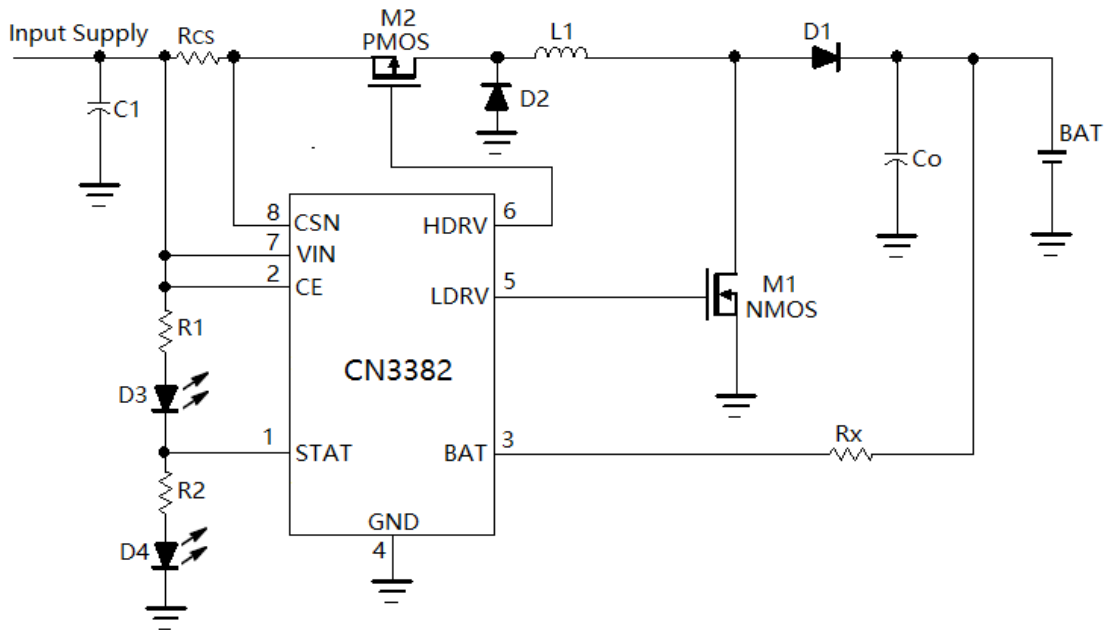 M2
PMOS
L1
D1
Input Supply
Rcs
C1
D2
Co
BAT
8
CSN
HDRV
6
7
VIN
2
CE
LDRV
5
M1
NMOS
R1
CN3382
D3
1
STAT
BAT
3
Rx
R2
GND
4
D4